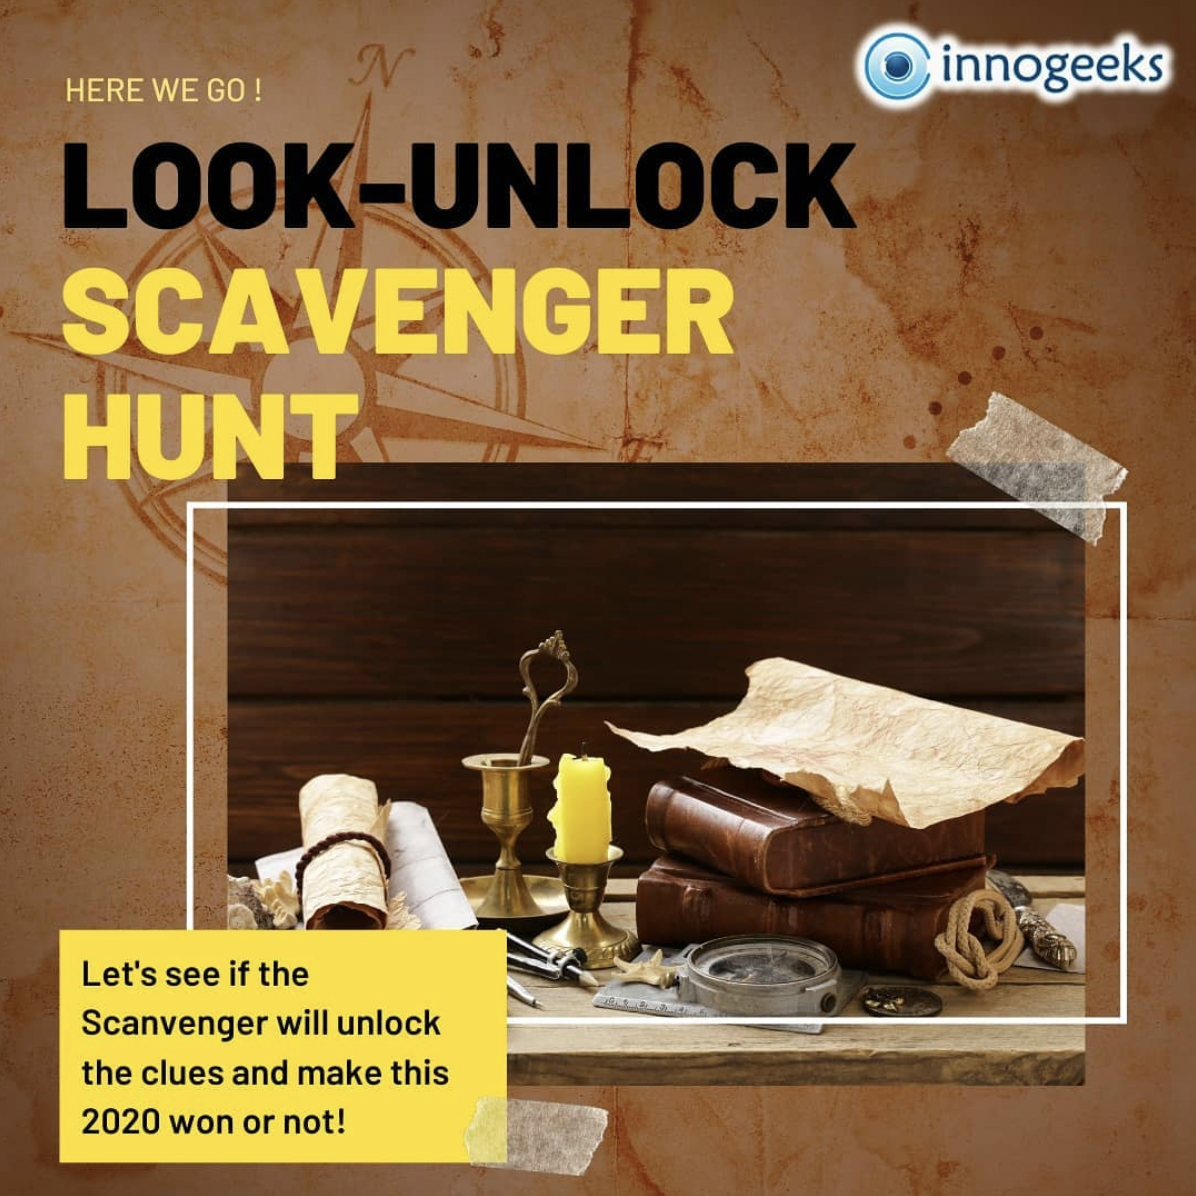 innogeeks
HERE WE GO !
LOOK-UNLOCK
SCAVENGER
HUNT
N
Let's see if the
Scanvenger will unlock
the clues and make this
2020 won or not!